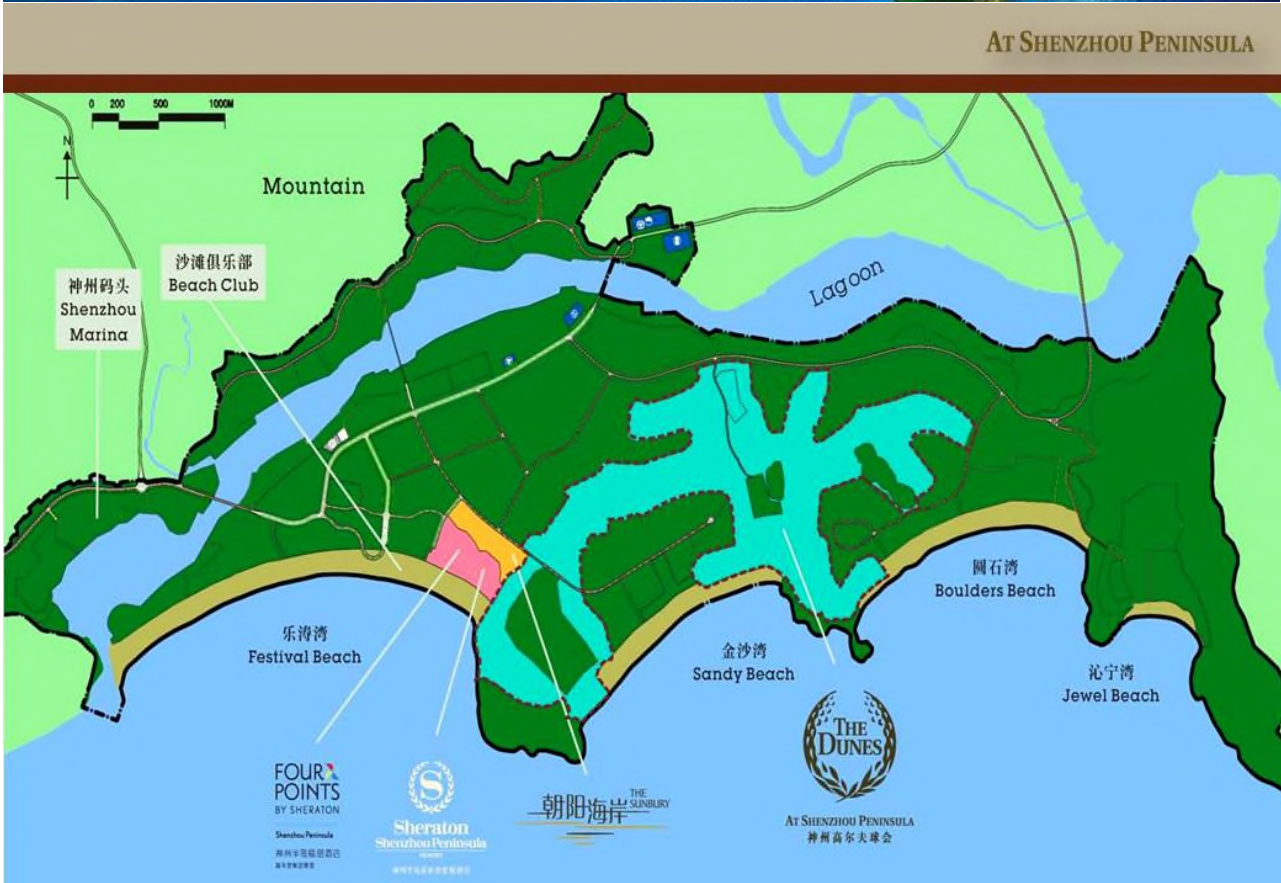 AT SHENZHOU PENINSULA
0 200 500 1000M
N
Mountain
沙滩俱乐部
Beach Club
神州码头
Shenzhou
Marina
Lagoon
圆石湾
Boulders Beach
乐涛湾
Festival Beach
金沙湾
Sandy Beach
沁宁湾
Jewel Beach
THE
DUNES
AT SHENZHOU PENINSULA
神州高尔夫球会
FOUR
POINTS
BY SHERATON
Shenzhou Peninsula
S
Sheraton
Shenzhou Peninsula
RESORT
朝阳海岸
THE
SUNBURY